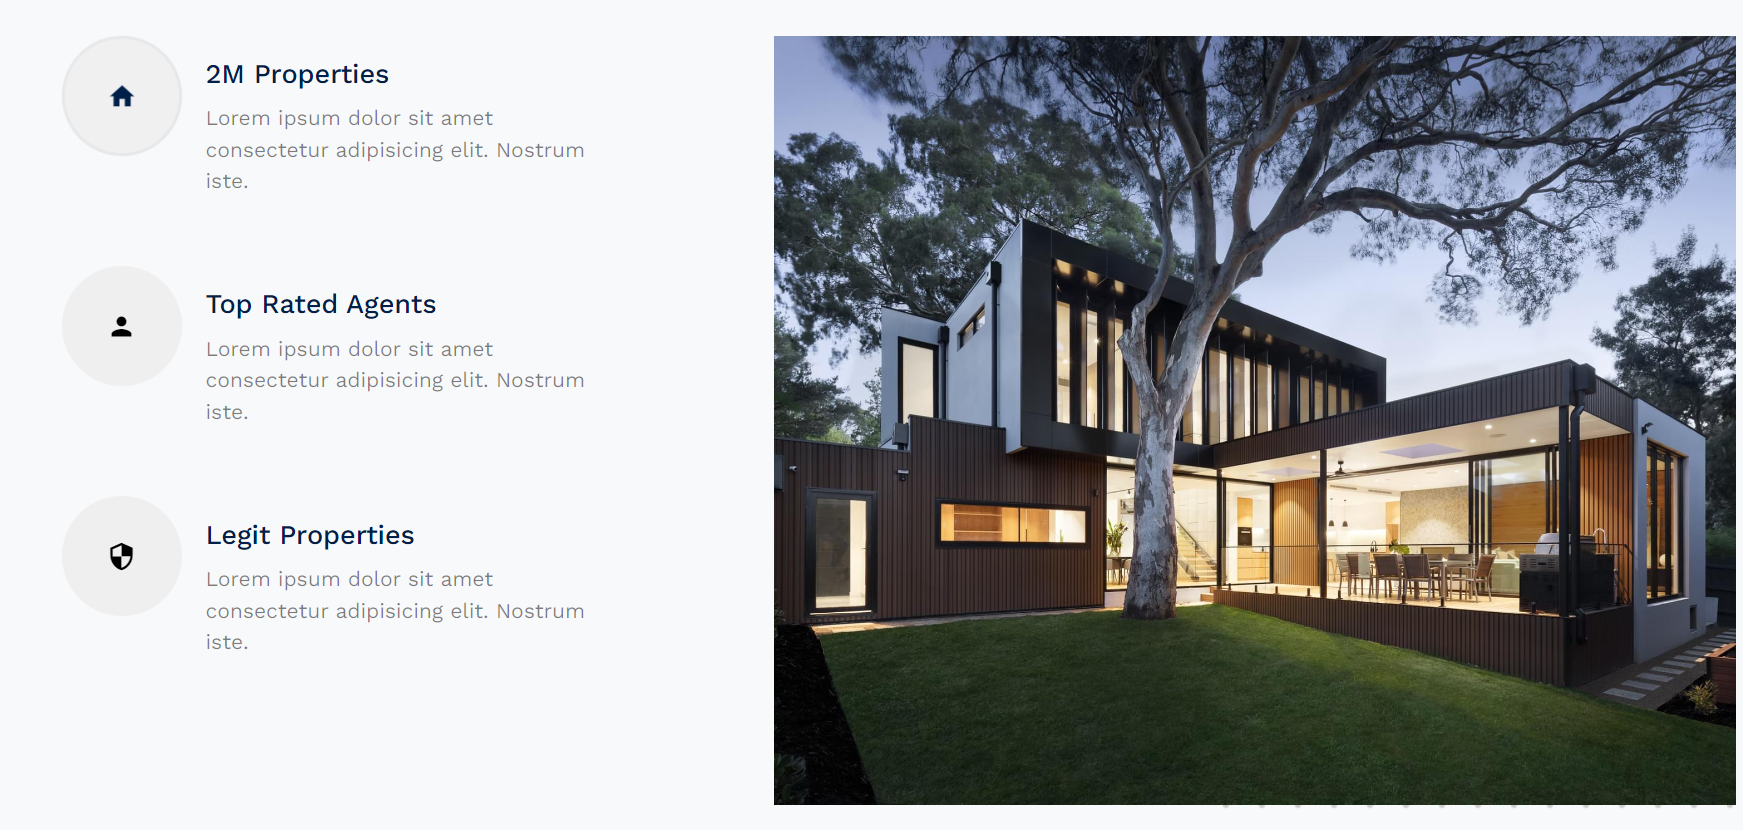 2M Properties
Lorem ipsum dolor sit amet
consectetur adipisicing elit. Nostrum
iste.
Top Rated Agents
Lorem ipsum dolor sit amet
consectetur adipisicing elit. Nostrum
iste.
Legit Properties
Lorem ipsum dolor sit amet
consectetur adipisicing elit. Nostrum
iste.